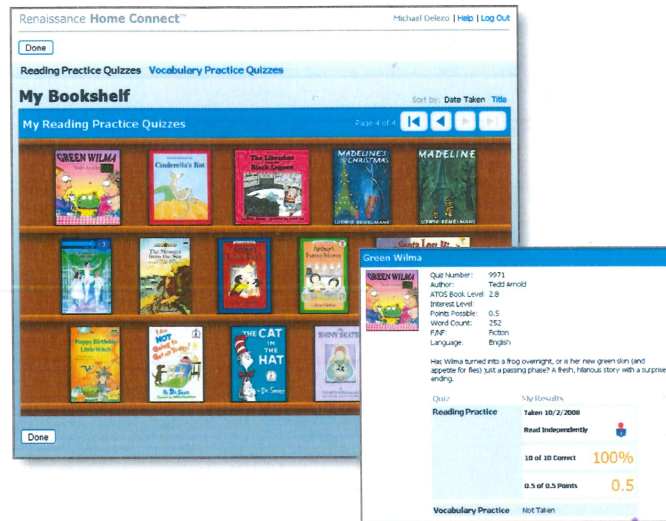 Renaissance Home Connect™
Michael Delezo | Help | Log Out
Done
Reading Practice Quizzes Vocabulary Practice Quizzes
My Bookshelf
Sort by: Date Taken Title
My Reading Practice Quizzes
Page 4 of 4
GREEN WILMA
Cinderella's Rat
The Librarian from the Black Lagoon
MADELINE'S CHRISTMAS
LUDWIG BEMELMANS
MADELINE
LUDWIG BEMELMANS
The Monster from the Sea
Arthur's Funny Money
Santa
Happy Birthday, Little Witch
I Am NOT Going to Get Up Today!
By Dr. Seuss
THE CAT IN THE HAT
Dr. Seuss
SHINY SKATES
Done
Green Wilma
GREEN WILMA
Quiz Number: 9971
Author: Tedd Arnold
ATOS Book Level: 2.8
Interest Level:
Points Possible: 0.5
Word Count: 252
F/NF: Fiction
Language: English
Has Wilma turned into a frog overnight, or is her new green skin (and
appetite for flies) just a passing phase? A fresh, hilarous story with a surprise
ending.
Quiz My Results
Reading Practice Taken 10/2/2008
Read Independently
10 of 10 Correct 100%
0.5 of 0.5 Points 0.5
Vocabulary Practice Not Taken